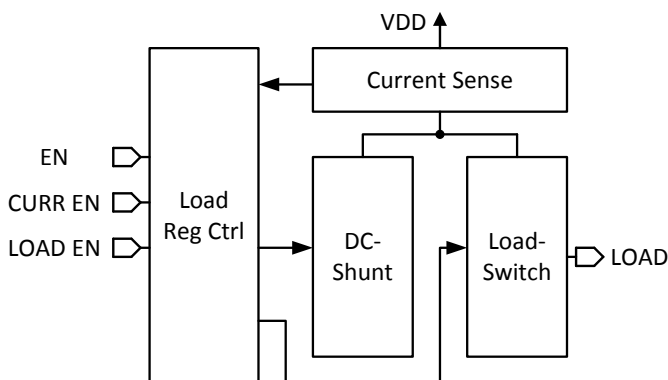 VDD
Current Sense
EN
CURR EN
LOAD EN
Load
Reg Ctrl
DC-
Shunt
Load-
Switch
LOAD